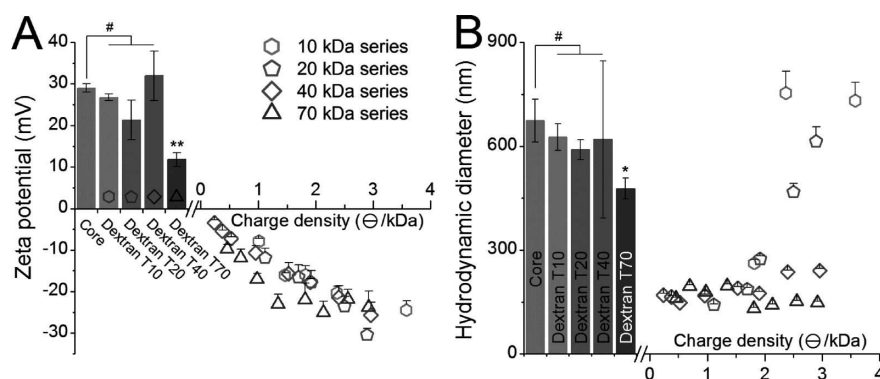 A
Zeta potential (mV)
40
30
20
10
0
-10
-20
-30
#
**
10 kDa series
20 kDa series
40 kDa series
70 kDa series
Core
Dextran T10
Dextran T20
Dextran T40
Dextran T70
0 1 2 3 4
Charge density (⊖/kDa)
B
Hydrodynamic diameter (nm)
900
600
300
0
#
*
Core
Dextran T10
Dextran T20
Dextran T40
Dextran T70
Charge density (⊖/kDa)
0 1 2 3 4